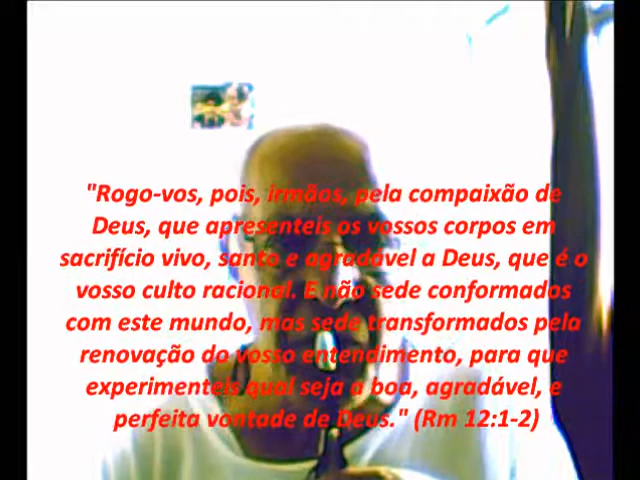 "Rogo-vos, pois, irmãos, pela compaixão de
Deus, que apresenteis os vossos corpos em
sacrifício vivo, santo e agradável a Deus, que é o
vosso culto racional. E não sede conformados
com este mundo, mas sede transformados pela
renovação do vosso entendimento, para que
experimenteis qual seja a boa, agradável, e
perfeita vontade de Deus." (Rm 12:1-2)